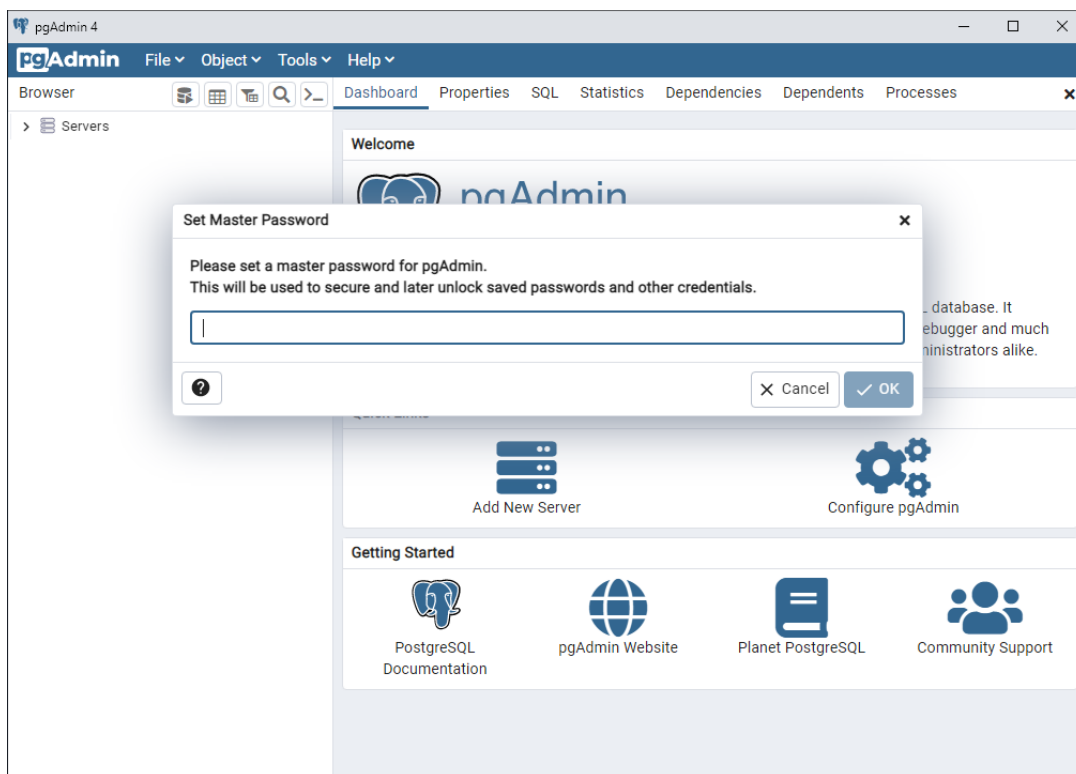 pgAdmin 4
pgAdmin File Object Tools Help
Browser
Dashboard Properties SQL Statistics Dependencies Dependents Processes
Servers
Welcome
pgAdmin
Set Master Password
Please set a master password for pgAdmin.
This will be used to secure and later unlock saved passwords and other credentials.
database. It
ebugger and much
ministrators alike.
Cancel OK
Quick Links
Add New Server
Configure pgAdmin
Getting Started
PostgreSQL
Documentation
pgAdmin Website
Planet PostgreSQL
Community Support